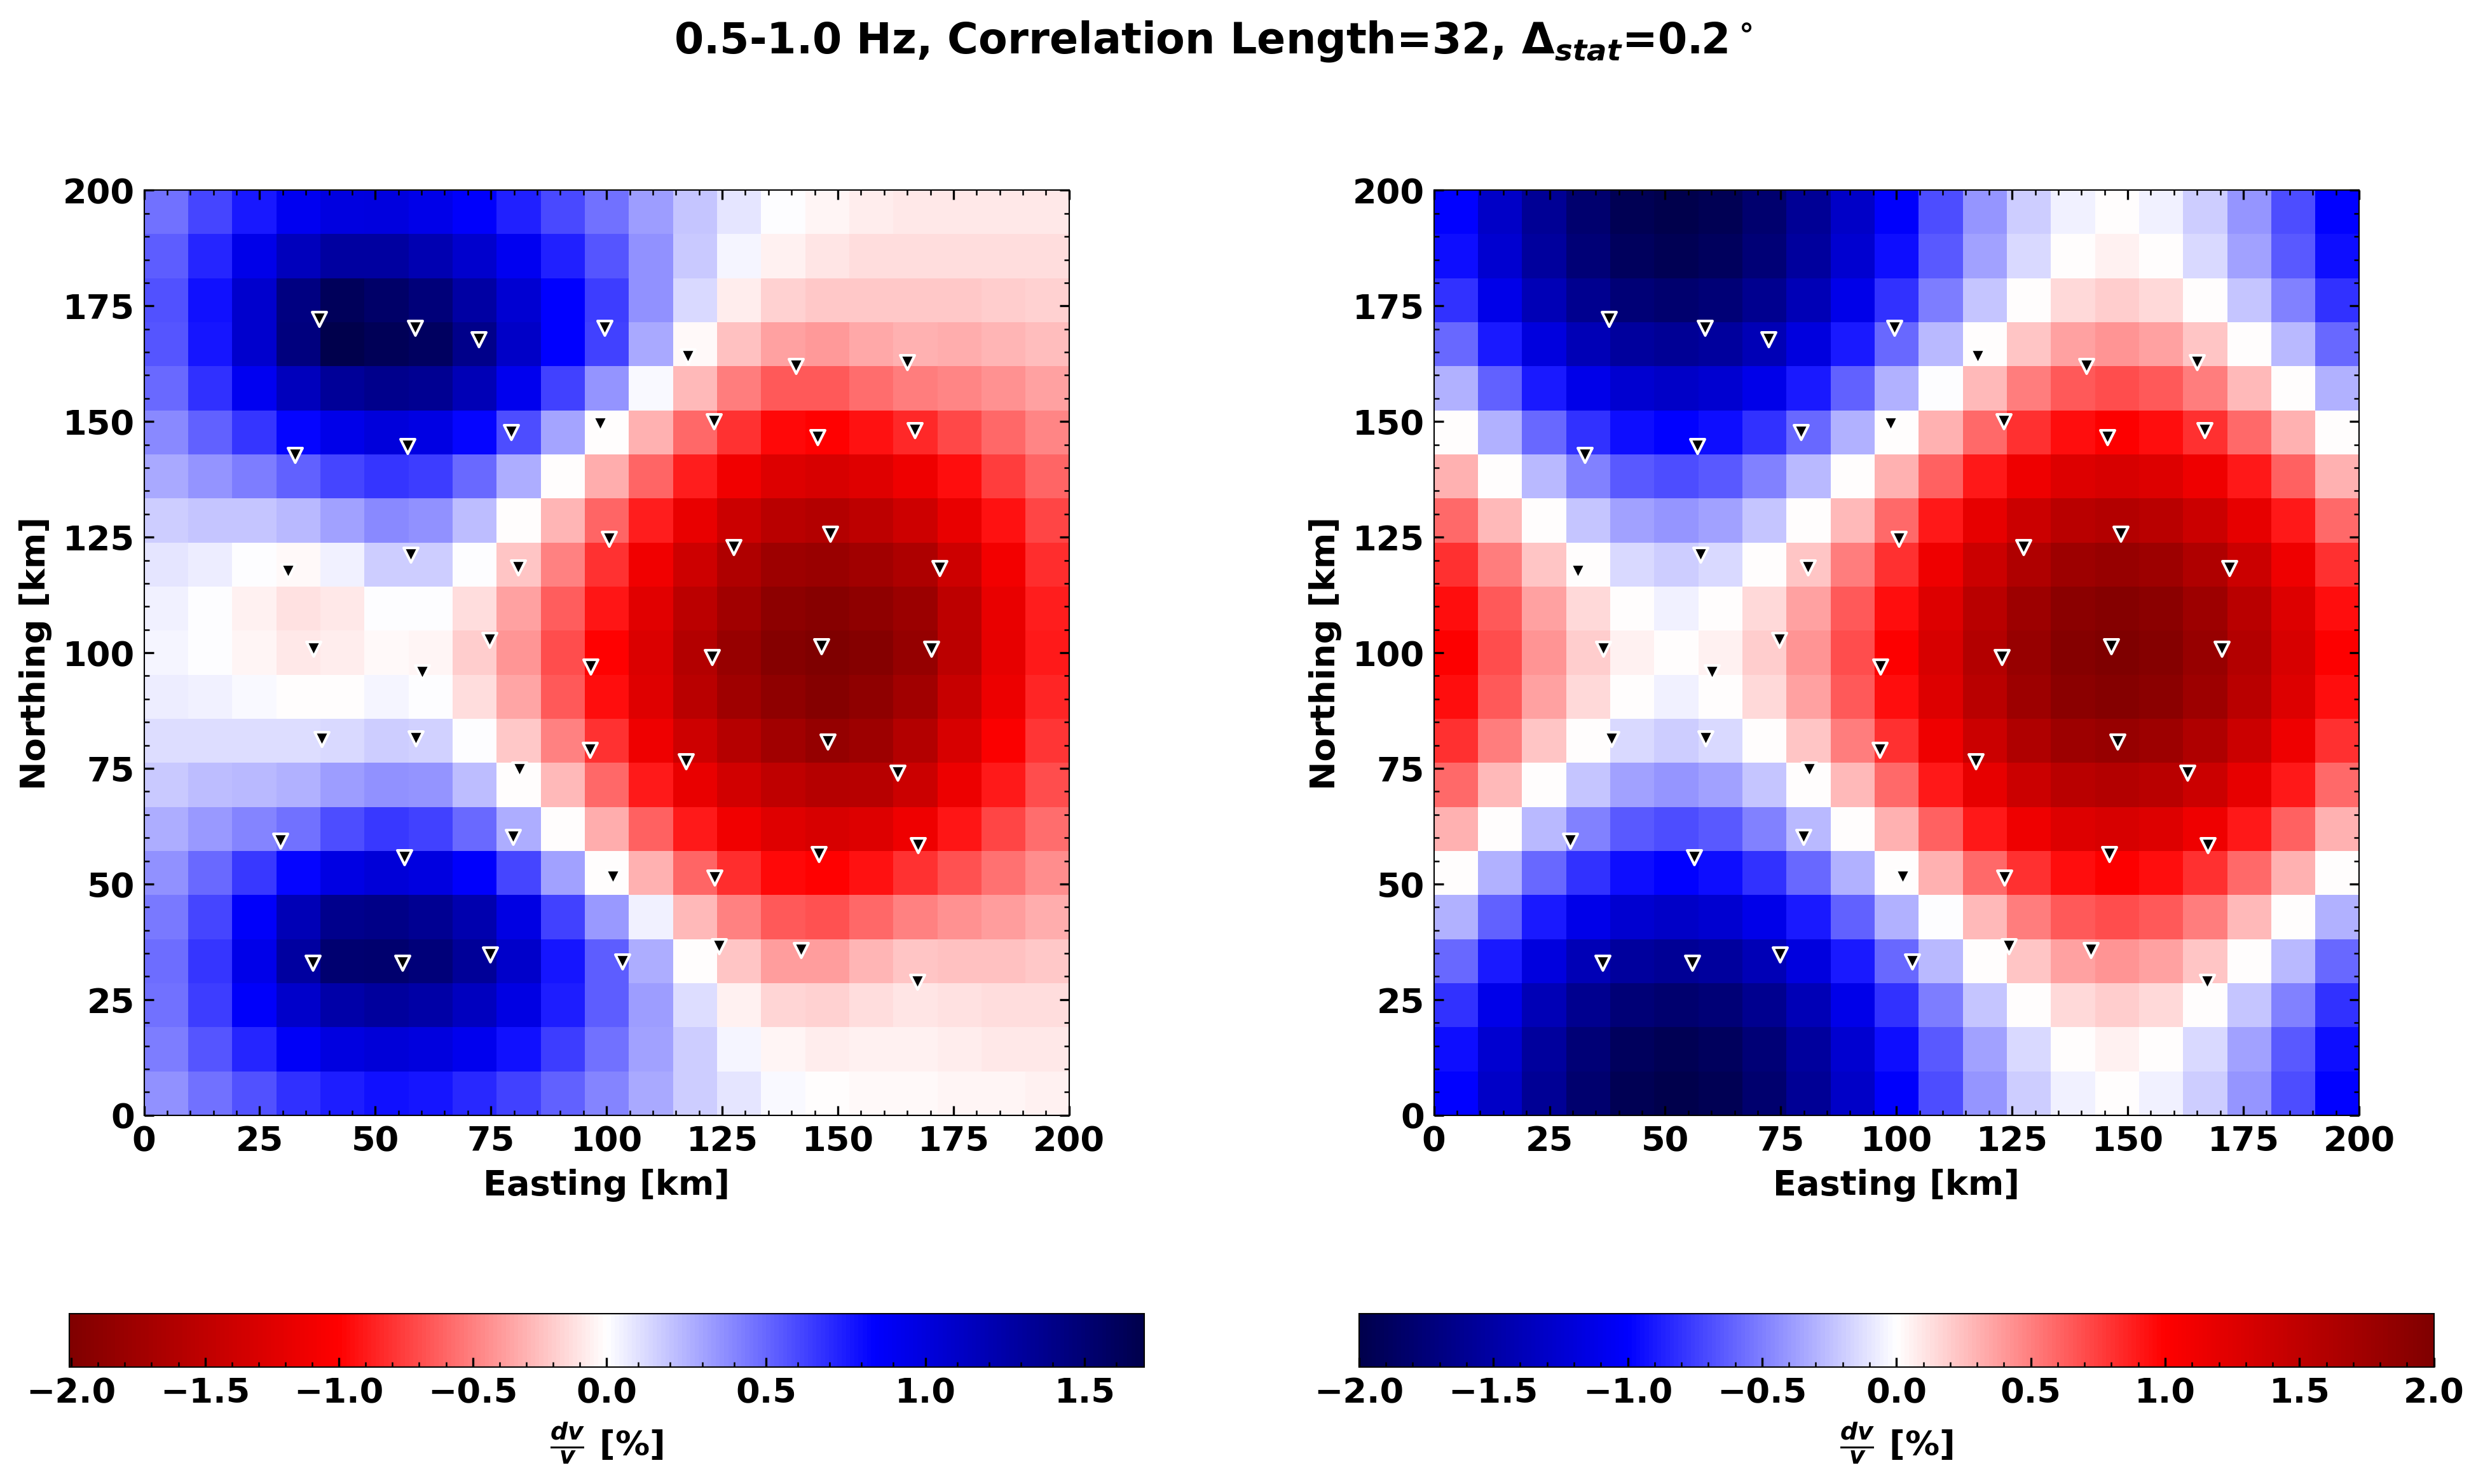 0.5-1.0 Hz, Correlation Length=32, Δstat=0.2°
200
175
150
125
100
75
50
25
0
Northing [km]
0 25 50 75 100 125 150 175 200
Easting [km]
200
175
150
125
100
75
50
25
0
Northing [km]
0 25 50 75 100 125 150 175 200
Easting [km]
−2.0 −1.5 −1.0 −0.5 0.0 0.5 1.0 1.5
dv/v [%]
−2.0 −1.5 −1.0 −0.5 0.0 0.5 1.0 1.5 2.0
dv/v [%]